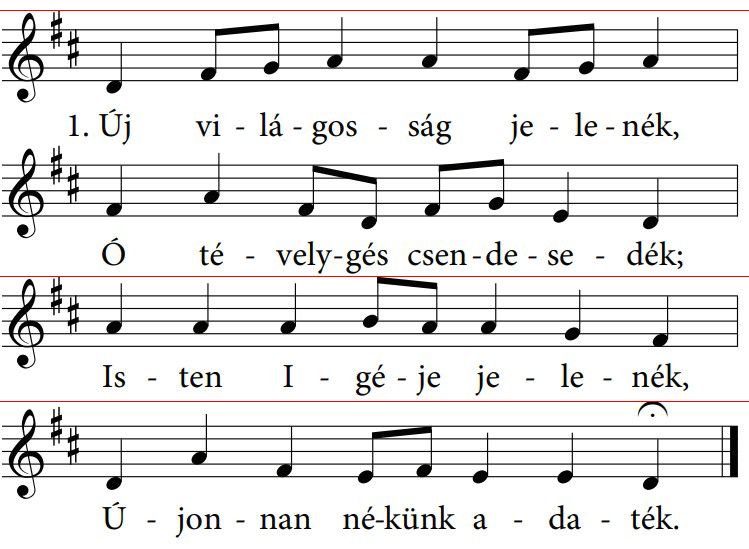 1. Új vi - lá - gos - ság je - le - nék,
Ó té - vely-gés csen - de - se - dék;
Is - ten I - gé - je je - le - nék,
Ú - jon - nan né-künk a - da - ték.